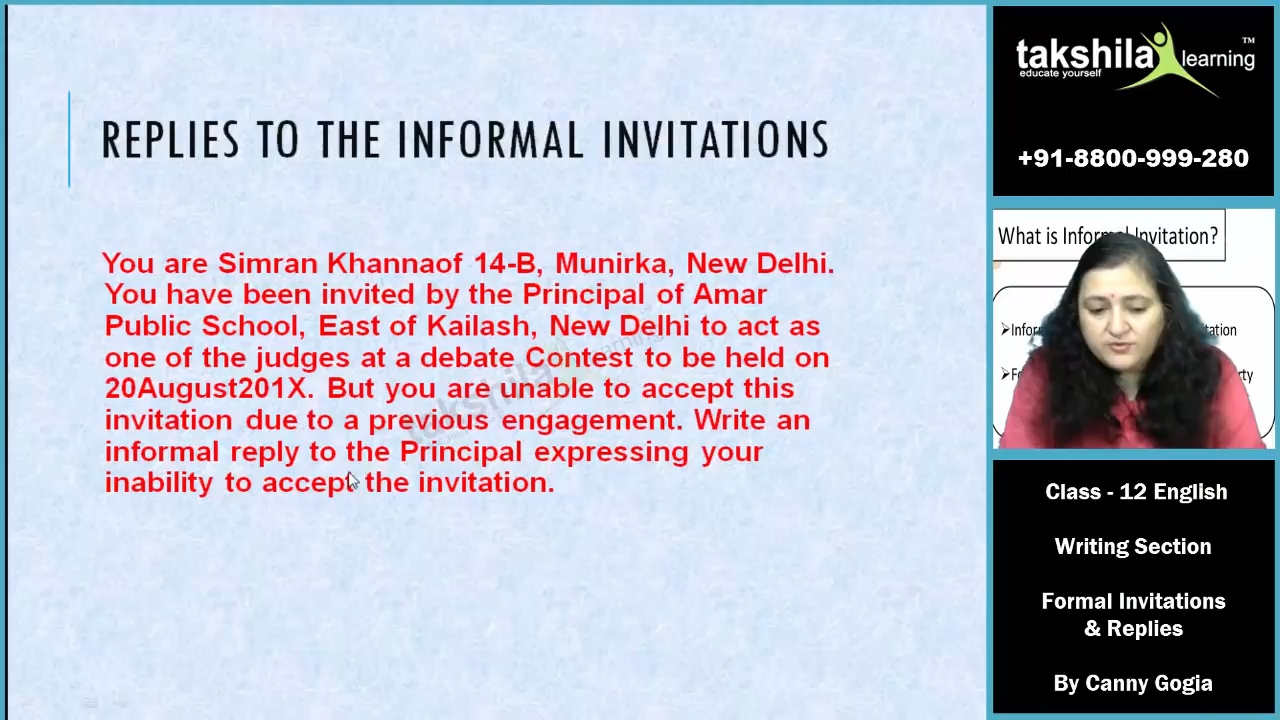 REPLIES TO THE INFORMAL INVITATIONS
You are Simran Khannaof 14-B, Munirka, New Delhi.
You have been invited by the Principal of Amar
Public School, East of Kailash, New Delhi to act as
one of the judges at a debate Contest to be held on
20August201X. But you are unable to accept this
invitation due to a previous engagement. Write an
informal reply to the Principal expressing your
inability to accept the invitation.
takshila learning
takshila learning TM
educate yourself
+91-8800-999-280
What is Informal Invitation?
Class - 12 English
Writing Section
Formal Invitations
& Replies
By Canny Gogia